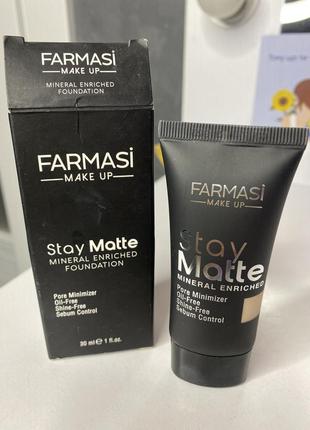 FARMASi
MAKE UP
MINERAL ENRICHED
FOUNDATION
FARMASi
MAKE UP
Stay Matte
MINERAL ENRICHED
FOUNDATION
Pore Minimizer
Oil-Free
Shine-Free
Sebum Control
30 ml ℮ 1 fl.oz.
FARMASi
MAKE UP
Stay
Matte
MINERAL ENRICHED
Pore Minimizer
Oil-Free
Shine-Free
Sebum Control